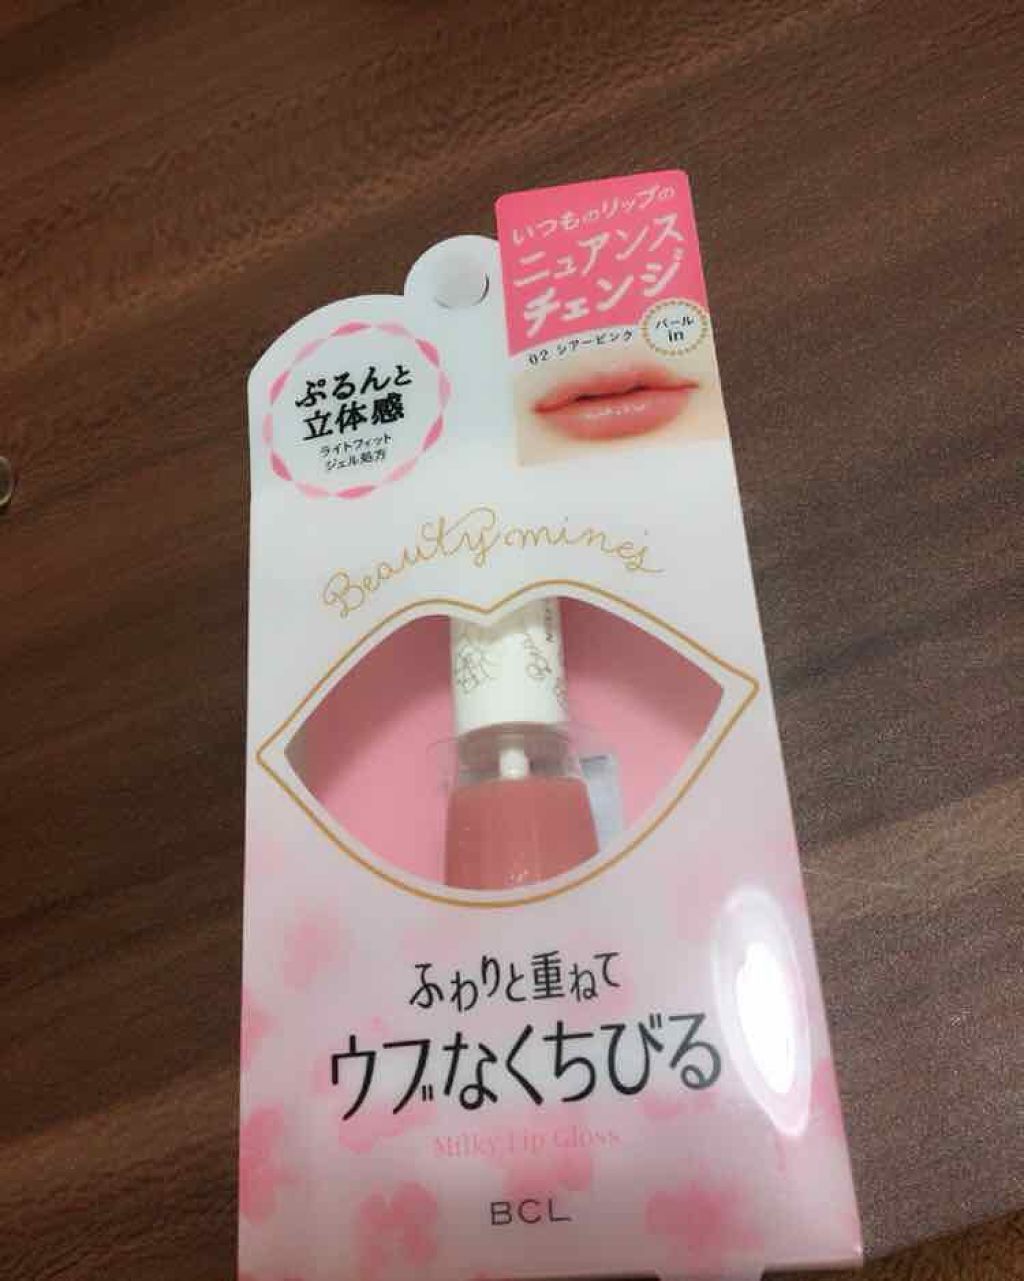 いつものリップの
ニュアンス
チェンジ
02 シアーピンク
パール
in
ぷるんと
立体感
ライトフィット
ジェル処方
Beauty mine's
ふわりと重ねて
ウブなくちびる
Milky Lip Gloss
BCL